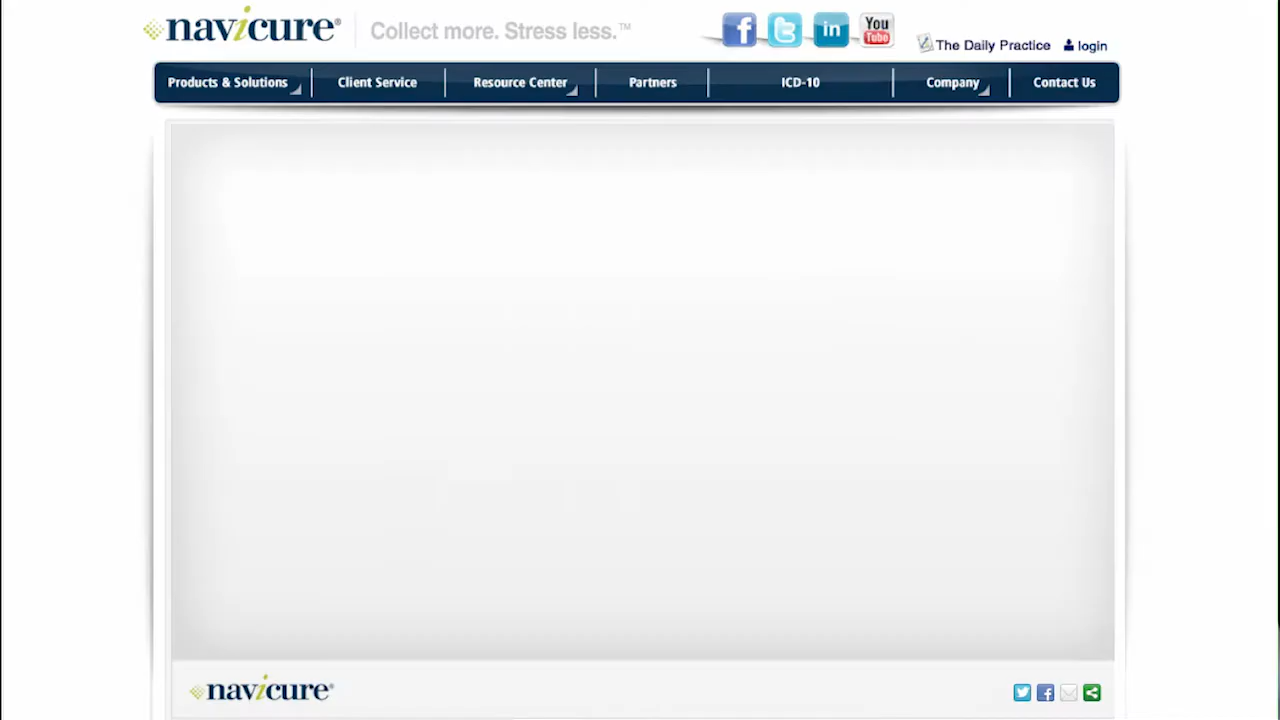 navicure® Collect more. Stress less.™
f t in You Tube
The Daily Practice login
Products & Solutions Client Service Resource Center Partners ICD-10 Company Contact Us
navicure®